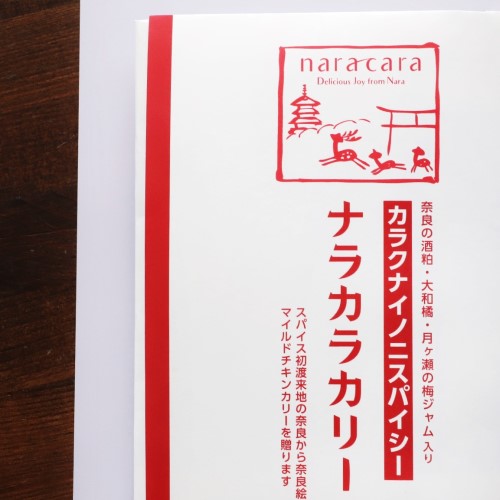 naracara
Delicious Joy from Nara
奈良の酒粕・大和橘・月ヶ瀬の梅ジャム入り
カラクナイノニスパイシー
ナラカラカリー
スパイス初渡来地の奈良から奈良絵
マイルドチキンカリーを贈ります